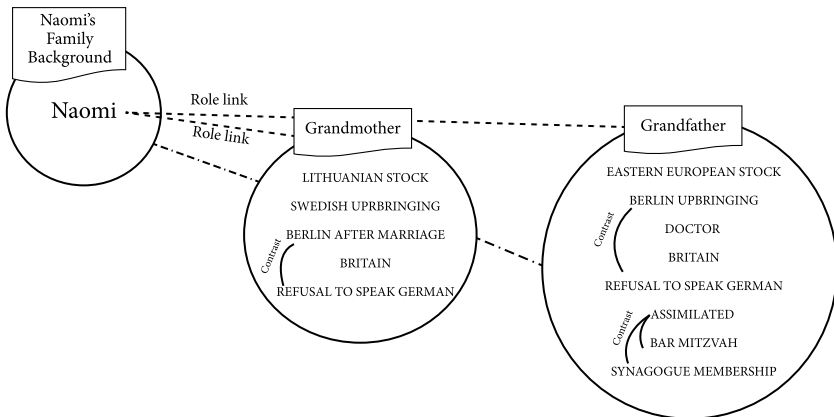 Naomi's
Family
Background
Naomi
Role link
Role link
Grandmother
LITHUANIAN STOCK
SWEDISH UPRBRINGING
BERLIN AFTER MARRIAGE
Contrast
BRITAIN
REFUSAL TO SPEAK GERMAN
Grandfather
EASTERN EUROPEAN STOCK
BERLIN UPBRINGING
Contrast
DOCTOR
BRITAIN
REFUSAL TO SPEAK GERMAN
ASSIMILATED
Contrast
BAR MITZVAH
SYNAGOGUE MEMBERSHIP